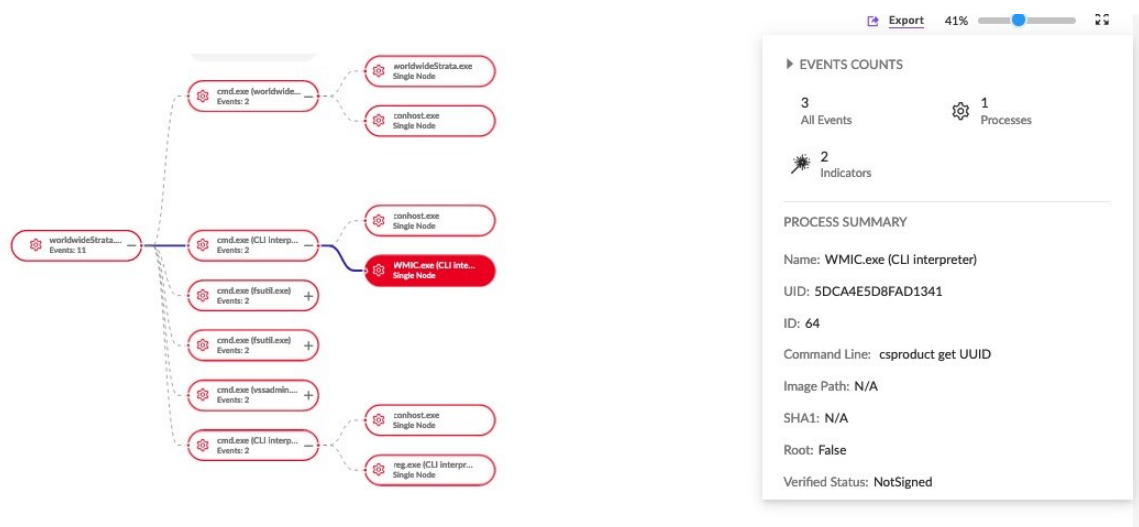 Export 41%
worldwideStrata....
Events: 11
cmd.exe (worldwide...
Events: 2
worldwideStrata.exe
Single Node
conhost.exe
Single Node
cmd.exe (CLI interp...
Events: 2
conhost.exe
Single Node
WMIC.exe (CLI inte...
Single Node
cmd.exe (fsutil.exe)
Events: 2
cmd.exe (fsutil.exe)
Events: 2
cmd.exe (vssadmin....
Events: 2
cmd.exe (CLI interp...
Events: 2
conhost.exe
Single Node
reg.exe (CLI interpr...
Single Node
EVENTS COUNTS
3
All Events
1
Processes
2
Indicators
PROCESS SUMMARY
Name: WMIC.exe (CLI interpreter)
UID: 5DCA4E5D8FAD1341
ID: 64
Command Line: csproduct get UUID
Image Path: N/A
SHA1: N/A
Root: False
Verified Status: NotSigned